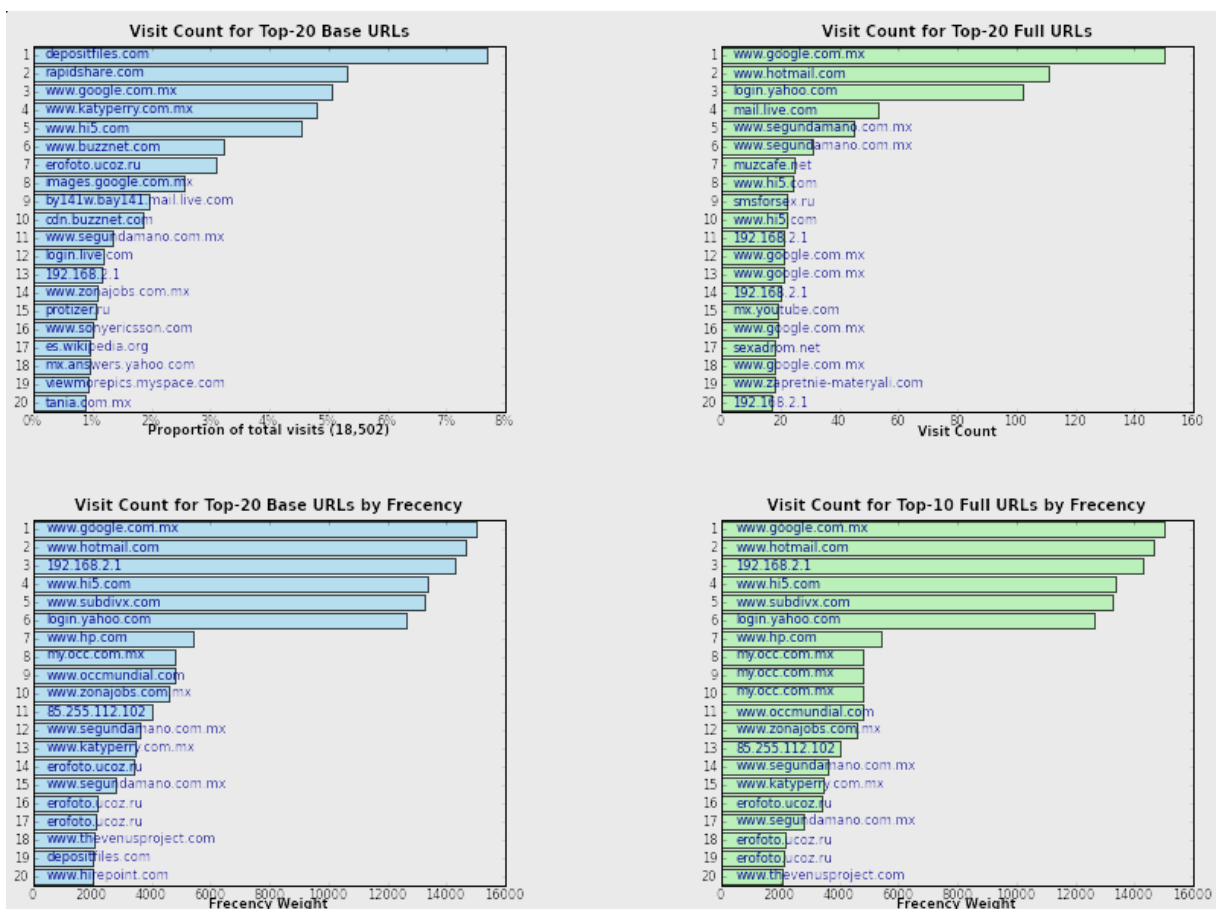 Visit Count for Top-20 Base URLs
1 depositfiles.com
2 rapidshare.com
3 www.google.com.mx
4 www.katyperry.com.mx
5 www.hi5.com
6 www.buzznet.com
7 erofoto.ucoz.ru
8 images.google.com.mx
9 by141w.bay141.mail.live.com
10 cdn.buzznet.com
11 www.segundamano.com.mx
12 login.live.com
13 192.168.2.1
14 www.zonajobs.com.mx
15 protizer.ru
16 www.sonyericsson.com
17 es.wikipedia.org
18 mx.answers.yahoo.com
19 viewmorepics.myspace.com
20 tania.com.mx
0% 1% 2% 3% 4% 5% 6% 7% 8%
Proportion of total visits (18,502)
Visit Count for Top-20 Full URLs
1 www.google.com.mx
2 www.hotmail.com
3 login.yahoo.com
4 mail.live.com
5 www.segundamano.com.mx
6 www.segundamano.com.mx
7 muzcafe.net
8 www.hi5.com
9 smsforsex.ru
10 www.hi5.com
11 192.168.2.1
12 www.google.com.mx
13 www.google.com.mx
14 192.168.2.1
15 mx.youtube.com
16 www.google.com.mx
17 sexadrom.net
18 www.google.com.mx
19 www.zapretnie-materyali.com
20 192.168.2.1
0 20 40 60 80 100 120 140 160
Visit Count
Visit Count for Top-20 Base URLs by Frecency
1 www.google.com.mx
2 www.hotmail.com
3 192.168.2.1
4 www.hi5.com
5 www.subdivx.com
6 login.yahoo.com
7 www.hp.com
8 my.occ.com.mx
9 www.occmundial.com
10 www.zonajobs.com.mx
11 85.255.112.102
12 www.segundamano.com.mx
13 www.katyperry.com.mx
14 erofoto.ucoz.ru
15 www.segundamano.com.mx
16 erofoto.ucoz.ru
17 erofoto.ucoz.ru
18 www.thevenusproject.com
19 depositfiles.com
20 www.hirepoint.com
0 2000 4000 6000 8000 10000 12000 14000 16000
Frecency Weight
Visit Count for Top-10 Full URLs by Frecency
1 www.google.com.mx
2 www.hotmail.com
3 192.168.2.1
4 www.hi5.com
5 www.subdivx.com
6 login.yahoo.com
7 www.hp.com
8 my.occ.com.mx
9 my.occ.com.mx
10 my.occ.com.mx
11 www.occmundial.com
12 www.zonajobs.com.mx
13 85.255.112.102
14 www.segundamano.com.mx
15 www.katyperry.com.mx
16 erofoto.ucoz.ru
17 www.segundamano.com.mx
18 erofoto.ucoz.ru
19 erofoto.ucoz.ru
20 www.thevenusproject.com
0 2000 4000 6000 8000 10000 12000 14000 16000
Frecency Weight